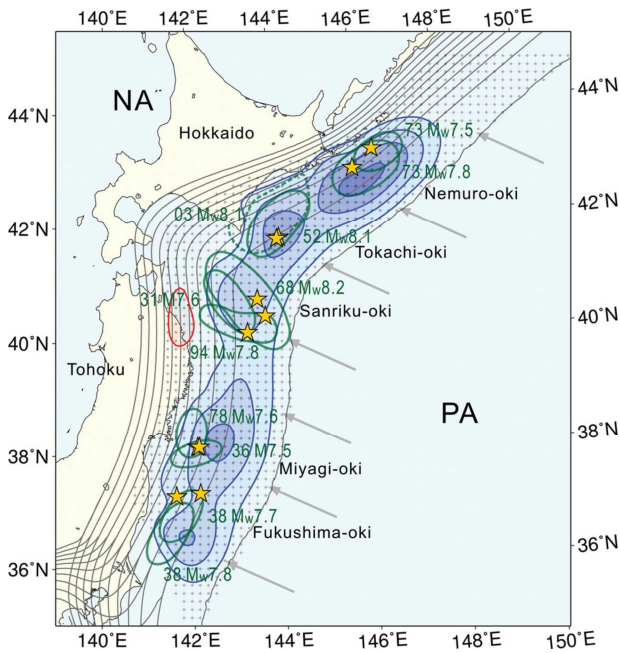 140°E 142°E 144°E 146°E 148°E 150°E
44°N
42°N
40°N
38°N
36°N
NA
Hokkaido
73 Mw7.5
73 Mw7.8
Nemuro-oki
03 Mw8.1
52 Mw8.1
Tokachi-oki
68 Mw8.2
31 M7.6
Sanriku-oki
94 Mw7.8
Tohoku
PA
78 Mw7.6
36 M7.5
Miyagi-oki
38 Mw7.7
Fukushima-oki
38 Mw7.8
44°N
42°N
40°N
38°N
36°N
140°E 142°E 144°E 146°E 148°E 150°E